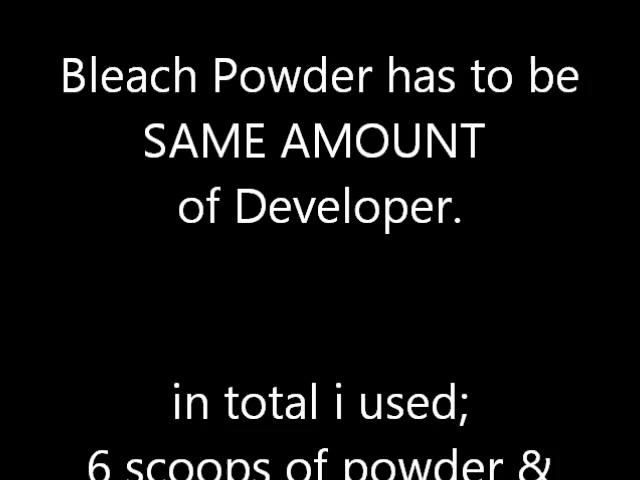 Bleach Powder has to be
SAME AMOUNT
of Developer.
in total i used;
6 scoops of powder &